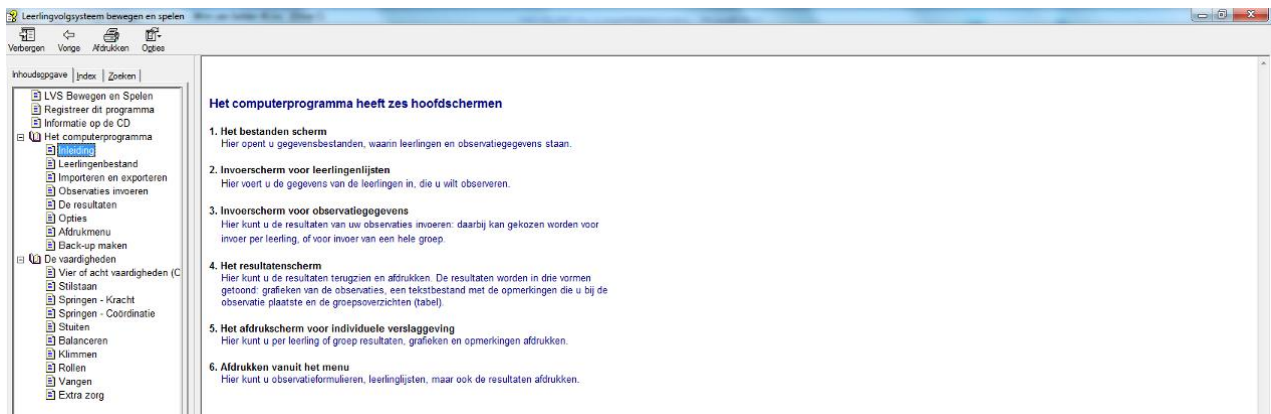 Leerlingvolgsysteem bewegen en spelen
Verbergen Vorige Afdrukken Opties
Inhoudsopgave Index Zoeken
LVS Bewegen en Spelen
Registreer dit programma
Informatie op de CD
Het computerprogramma
Inleiding
Leerlingenbestand
Importeren en exporteren
Observaties invoeren
De resultaten
Opties
Afdrukmenu
Back-up maken
De vaardigheden
Vier of acht vaardigheden (C
Stilstaan
Springen - Kracht
Springen - Coördinatie
Stuiten
Balanceren
Klimmen
Rollen
Vangen
Extra zorg
Het computerprogramma heeft zes hoofdschermen
1. Het bestanden scherm
Hier opent u gegevensbestanden, waarin leerlingen en observatiegegevens staan.
2. Invoerscherm voor leerlingenlijsten
Hier voert u de gegevens van de leerlingen in, die u wilt observeren.
3. Invoerscherm voor observatiegegevens
Hier kunt u de resultaten van uw observaties invoeren: daarbij kan gekozen worden voor
invoer per leerling, of voor invoer van een hele groep.
4. Het resultatenscherm
Hier kunt u de resultaten terugzien en afdrukken. De resultaten worden in drie vormen
getoond: grafieken van de observaties, een tekstbestand met de opmerkingen die u bij de
observatie plaatste en de groepsoverzichten (tabel).
5. Het afdrukscherm voor individuele verslaggeving
Hier kunt u per leerling of groep resultaten, grafieken en opmerkingen afdrukken.
6. Afdrukken vanuit het menu
Hier kunt u observatieformulieren, leerlinglijsten, maar ook de resultaten afdrukken.